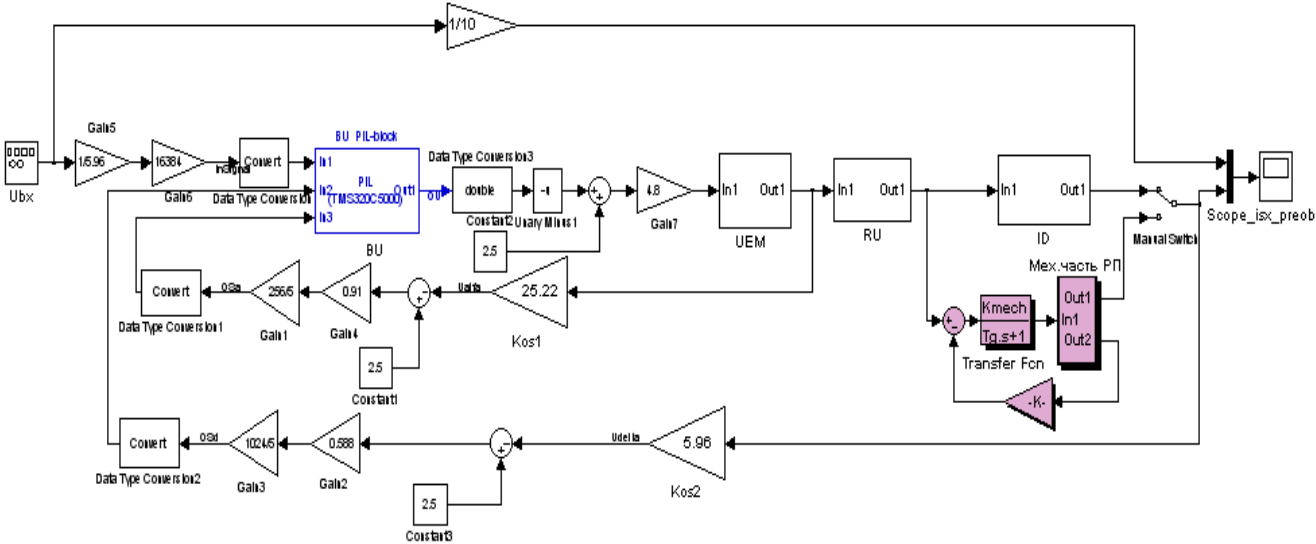 1/10
Ubx
Gain5
1/5.96
16384
Gain6
InSignal
Convert
Data Type Conversion
BU PIL-block
In1
In2
In3
PIL
(TMS320C5000)
Out1
BU
OU
Data Type Conversion3
double
-u
Unary Minus1
Constant2
2.5
4.8
Gain7
In1
Out1
UEM
In1
Out1
RU
In1
Out1
ID
Manual Switch
Scope_isx_preob
Convert
Data Type Conversion1
OSa
256/5
Gain1
0.91
Gain4
2.5
Constant1
Ualfa
25.22
Kos1
Мех.часть РП
Kmech
Tg.s+1
Transfer Fcn
Out1
In1
Out2
-K-
Convert
Data Type Conversion2
OSd
1024/5
Gain3
0.588
Gain2
2.5
Constant3
Udelta
5.96
Kos2